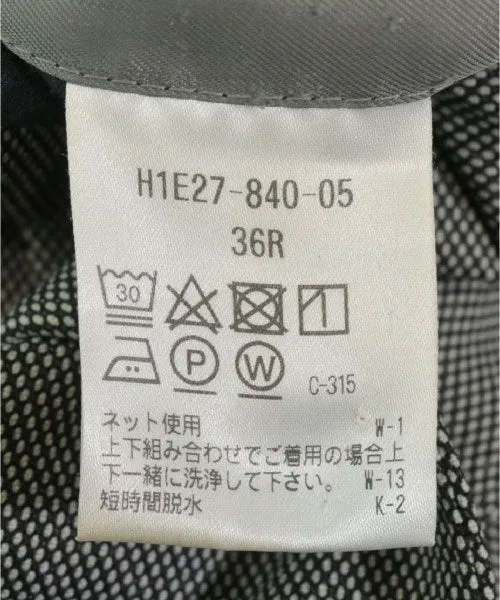 H1E27-840-05
36R
30
P W C-315
ネット使用 W-1
上下組み合わせでご着用の場合上
下一緒に洗浄して下さい。 W-13
短時間脱水 K-2